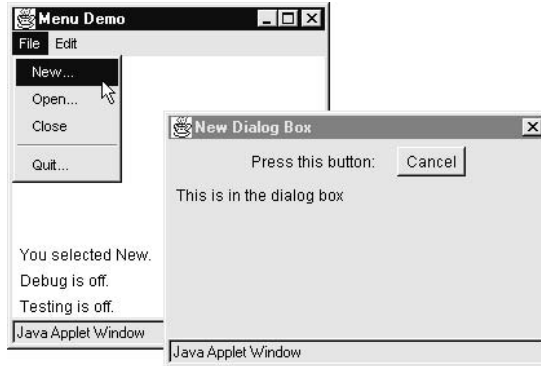 Menu Demo
File Edit
New...
Open...
Close
Quit...
You selected New.
Debug is off.
Testing is off.
Java Applet Window
New Dialog Box
Press this button: Cancel
This is in the dialog box
Java Applet Window